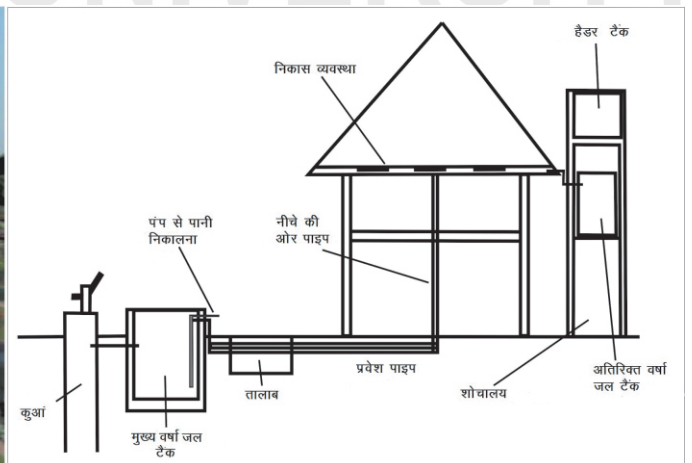 हैडर टैंक
निकास व्यवस्था
पंप से पानी
निकालना
नीचे की
ओर पाइप
प्रवेश पाइप
तालाब
शोचालय
अतिरिक्त वर्षा
जल टैंक
कुआं
मुख्य वर्षा जल
टैंक